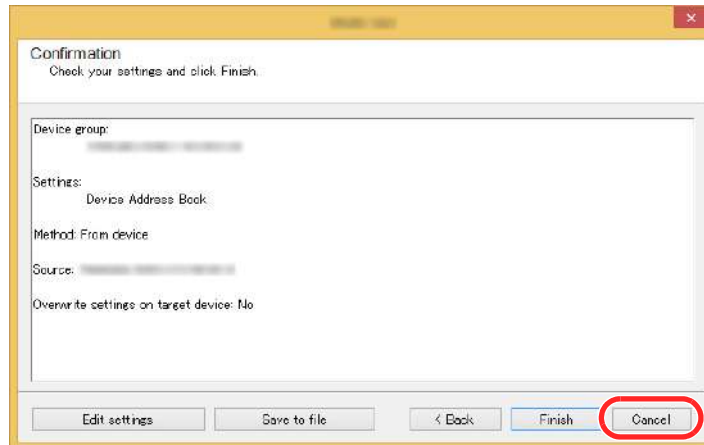 Confirmation
Check your settings and click Finish.
Device group:
Settings:
Device Address Book
Method: From device
Source:
Overwrite settings on target device: No
Edit settings
Save to file
< Back
Finish
Cancel